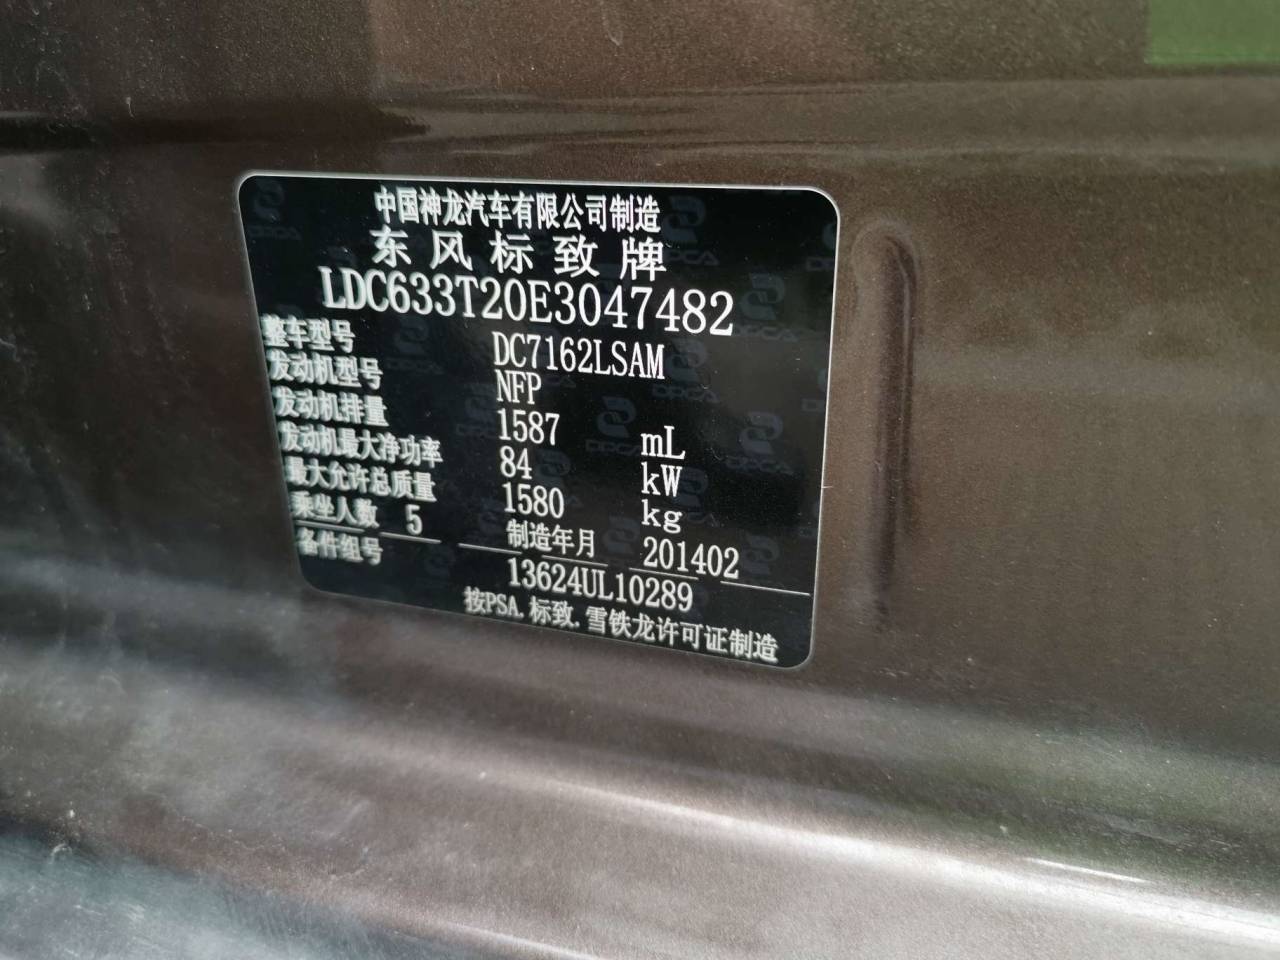 中国神龙汽车有限公司制造
东风标致牌
LDC633T20E3047482
整车型号 DC7162LSAM
发动机型号 NFP
发动机排量 1587 mL
发动机最大净功率 84 kW
最大允许总质量 1580 kg
乘坐人数 5 制造年月 201402
备件组号 13624UL10289
按PSA.标致.雪铁龙许可证制造
DPCA
DPCA
DPCA
DPCA